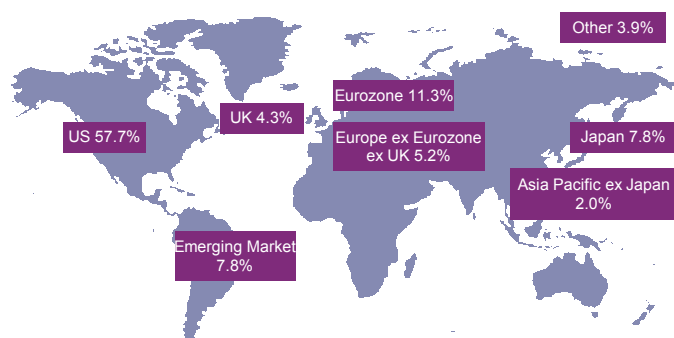 Other 3.9%
Eurozone 11.3%
UK 4.3%
US 57.7%
Europe ex Eurozone
ex UK 5.2%
Japan 7.8%
Asia Pacific ex Japan
2.0%
Emerging Market
7.8%